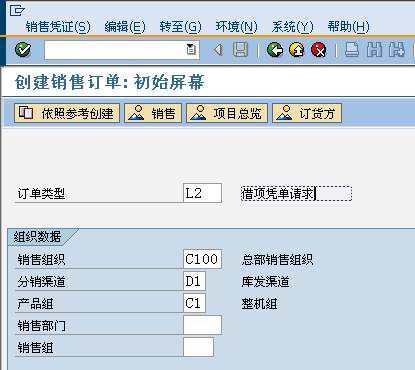 销售凭证(S) 编辑(E) 转至(G) 环境(N) 系统(Y) 帮助(H)
创建销售订单:初始屏幕
依照参考创建 销售 项目总览 订货方
订单类型 L2 借项凭单请求
组织数据
销售组织 C100 总部销售组织
分销渠道 D1 库发渠道
产品组 C1 整机组
销售部门
销售组